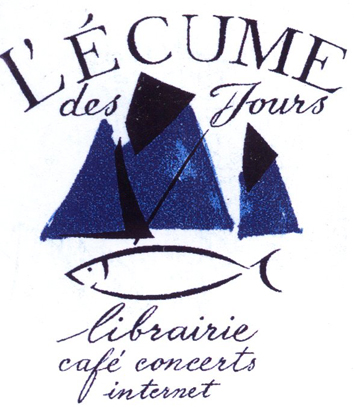 L'ÉCUME
des Jours
librairie
café concerts
internet